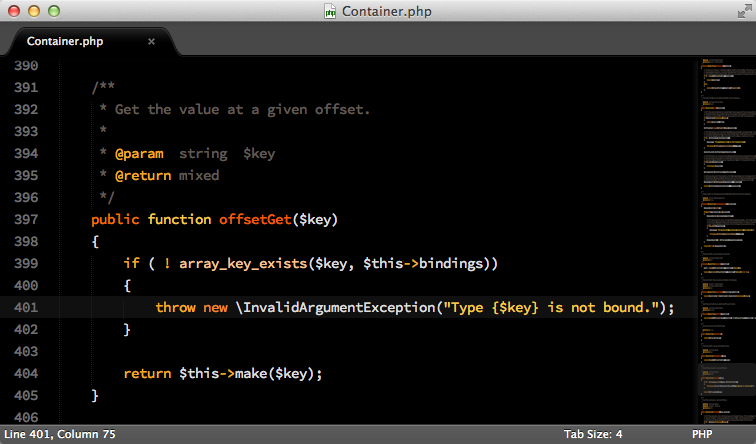 Container.php
Container.php ×
390
391 /**
392 * Get the value at a given offset.
393 *
394 * @param  string  $key
395 * @return mixed
396 */
397 public function offsetGet($key)
398 {
399 if ( ! array_key_exists($key, $this->bindings))
400 {
401 throw new \InvalidArgumentException("Type {$key} is not bound.");
402 }
403
404 return $this->make($key);
405 }
406
Line 401, Column 75 Tab Size: 4 PHP